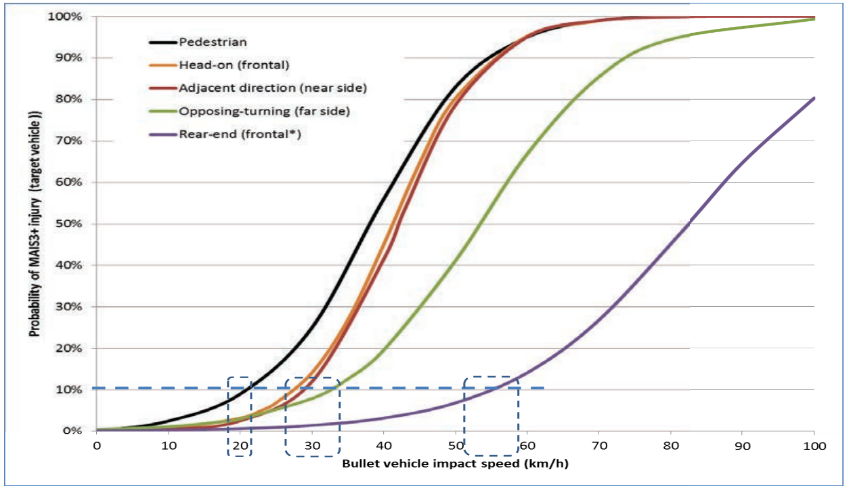 100%
90%
80%
70%
60%
50%
40%
30%
20%
10%
0%
Probability of MAIS3+ injury (target vehicle ))
Pedestrian
Head-on (frontal)
Adjacent direction (near side)
Opposing-turning (far side)
Rear-end (frontal*)
0 10 20 30 40 50 60 70 80 90 100
Bullet vehicle impact speed (km/h)